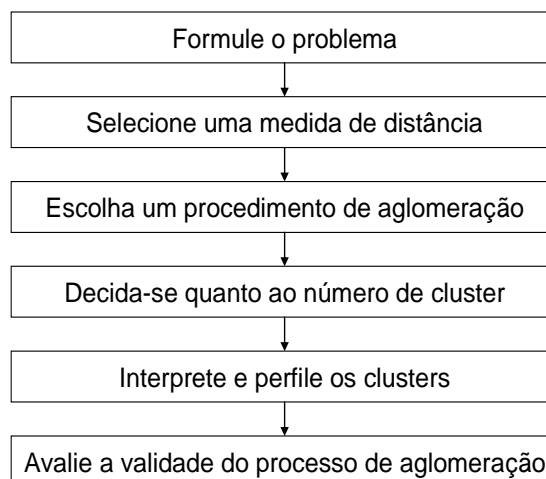 Formule o problema
Selecione uma medida de distância
Escolha um procedimento de aglomeração
Decida-se quanto ao número de cluster
Interprete e perfile os clusters
Avalie a validade do processo de aglomeração